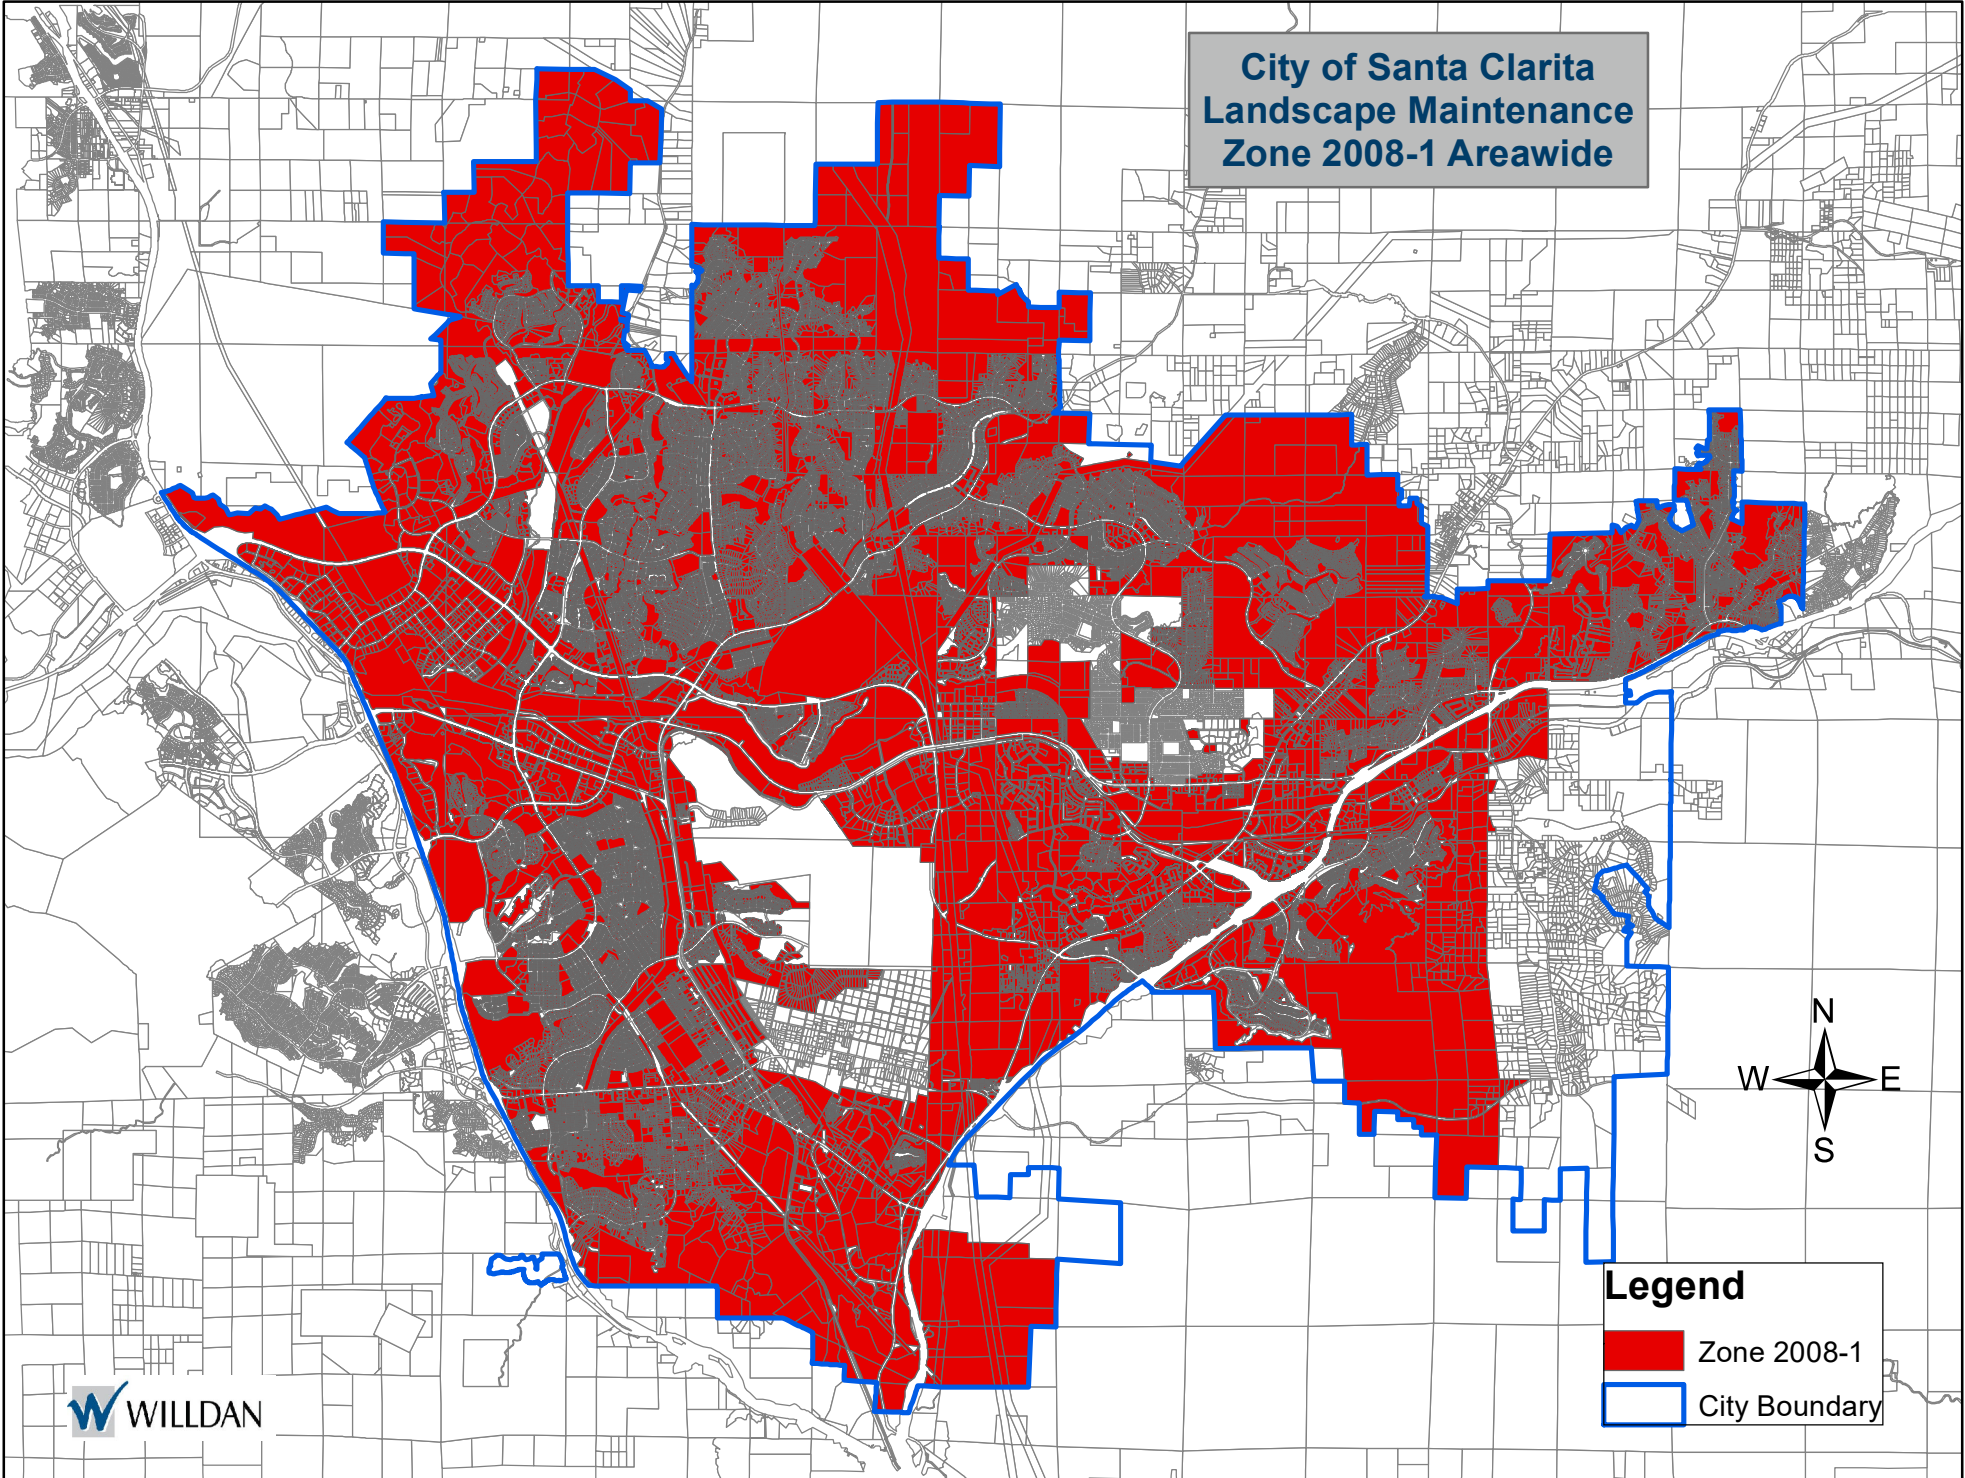 City of Santa Clarita
Landscape Maintenance
Zone 2008-1 Areawide
N
W E
S
Legend
Zone 2008-1
City Boundary
W WILLDAN